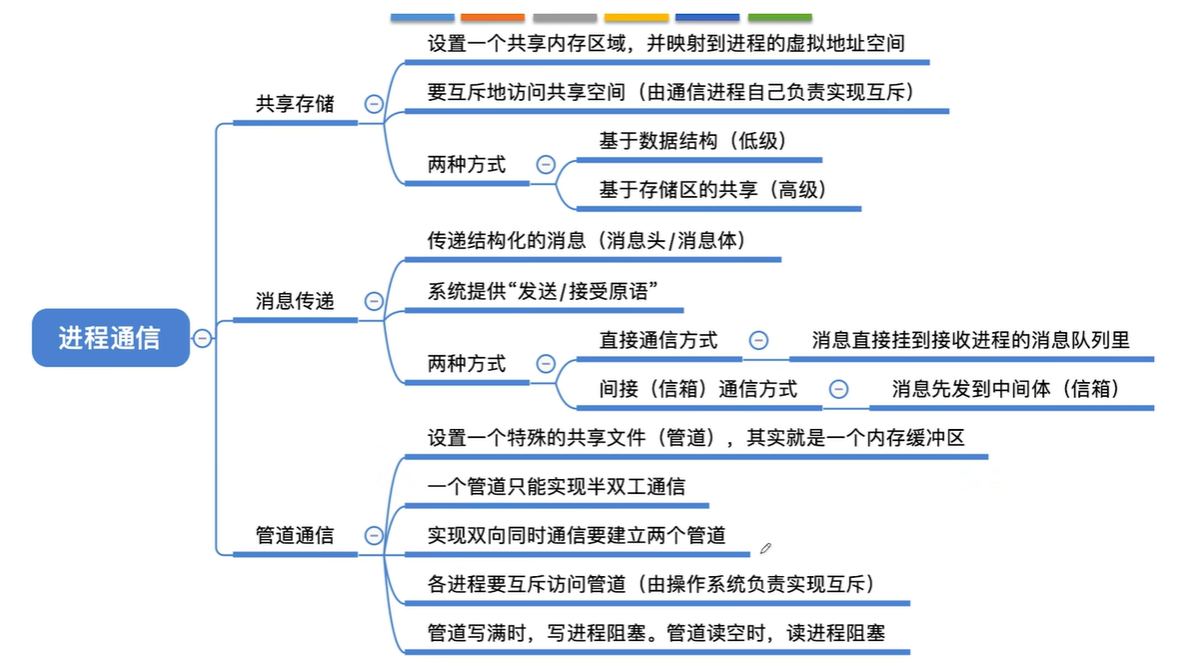 进程通信
共享存储
设置一个共享内存区域，并映射到进程的虚拟地址空间
要互斥地访问共享空间（由通信进程自己负责实现互斥）
两种方式
基于数据结构（低级）
基于存储区的共享（高级）
消息传递
传递结构化的消息（消息头/消息体）
系统提供“发送/接受原语”
两种方式
直接通信方式
消息直接挂到接收进程的消息队列里
间接（信箱）通信方式
消息先发到中间体（信箱）
管道通信
设置一个特殊的共享文件（管道），其实就是一个内存缓冲区
一个管道只能实现半双工通信
实现双向同时通信要建立两个管道
各进程要互斥访问管道（由操作系统负责实现互斥）
管道写满时，写进程阻塞。管道读空时，读进程阻塞